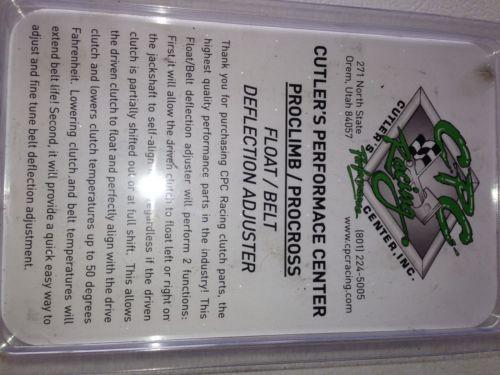 CPC
Racing
CUTLER'S
Performance
CENTER, INC.
271 North State
Orem, Utah 84057
(801) 224-5005
www.cpcracing.com
CUTLER'S PERFORMACE CENTER
PROCLIMB / PROCROSS
FLOAT / BELT
DEFLECTION ADJUSTER
Thank you for purchasing CPC Racing clutch parts, the
highest quality performance parts in the industry! This
Float/Belt deflection adjuster will perform 2 functions:
First,it will allow the driven clutch to float left or right on
the jackshaft to self-align, regardless if the driven
clutch is partially shifted out or at full shift. This allows
the driven clutch to float and perfectly align with the drive
clutch and lowers clutch temperatures up to 50 degrees
Fahrenheit. Lowering clutch and belt temperatures will
extend belt life! Second, it will provide a quick easy way to
adjust and fine tune belt deflection adjustment.